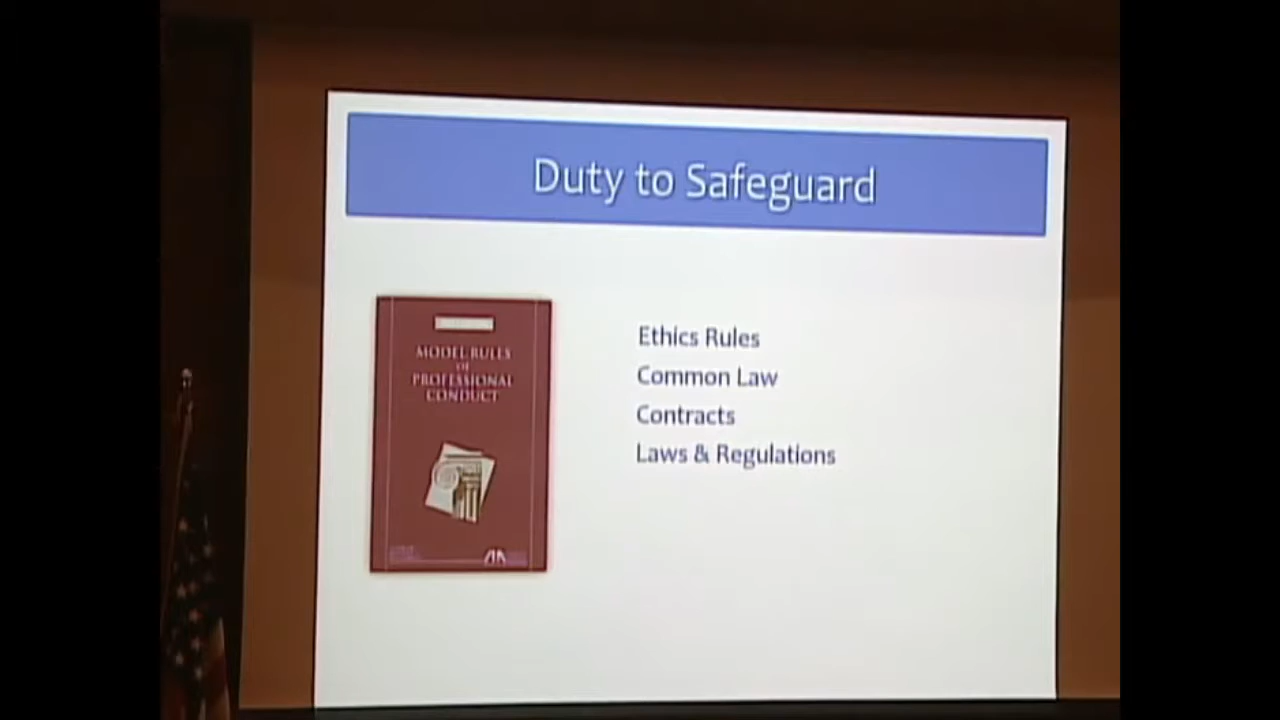 Duty to Safeguard
MODEL RULES
OF
PROFESSIONAL
CONDUCT
Ethics Rules
Common Law
Contracts
Laws & Regulations